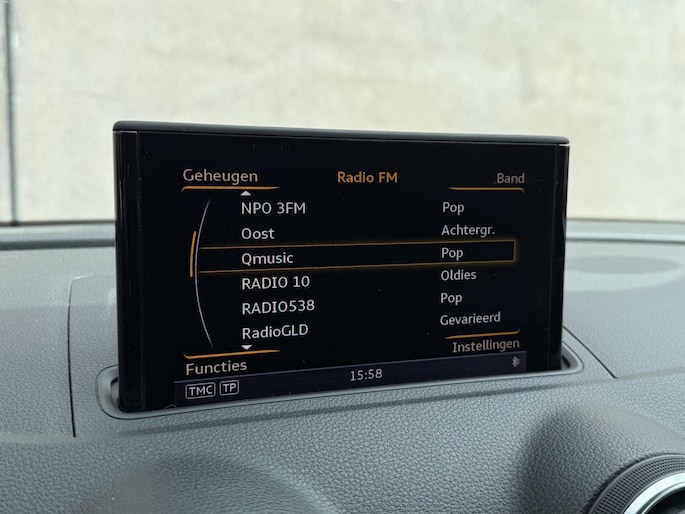 Geheugen Radio FM Band
NPO 3FM Pop
Oost Achtergr.
Qmusic Pop
RADIO 10 Oldies
RADIO538 Pop
RadioGLD Gevarieerd
Functies Instellingen
TMC TP 15:58